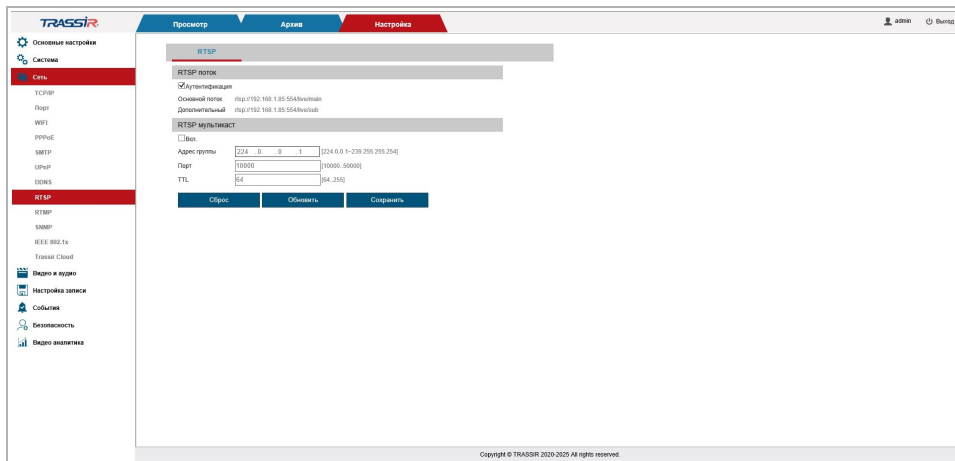 TRASSIR
Просмотр Архив Настройка admin Выход
Основные настройки
Система
Сеть
TCP/IP
Порт
WIFI
PPPoE
SMTP
UPnP
DDNS
RTSP
RTMP
SNMP
IEEE 802.1x
Trassir Cloud
Видео и аудио
Настройка записи
События
Безопасность
Видео аналитика
RTSP
RTSP поток
Аутентификация
Основной поток rtsp://192.168.1.85:554/live/main
Дополнительный rtsp://192.168.1.85:554/live/sub
RTSP мультикаст
Вкл.
Адрес группы 224 . 0 . 0 . 1 [224.0.0.1~239.255.255.254]
Порт 10000 [10000..50000]
TTL 64 [64..255]
Сброс Обновить Сохранить
Copyright © TRASSIR 2020-2025 All rights reserved.